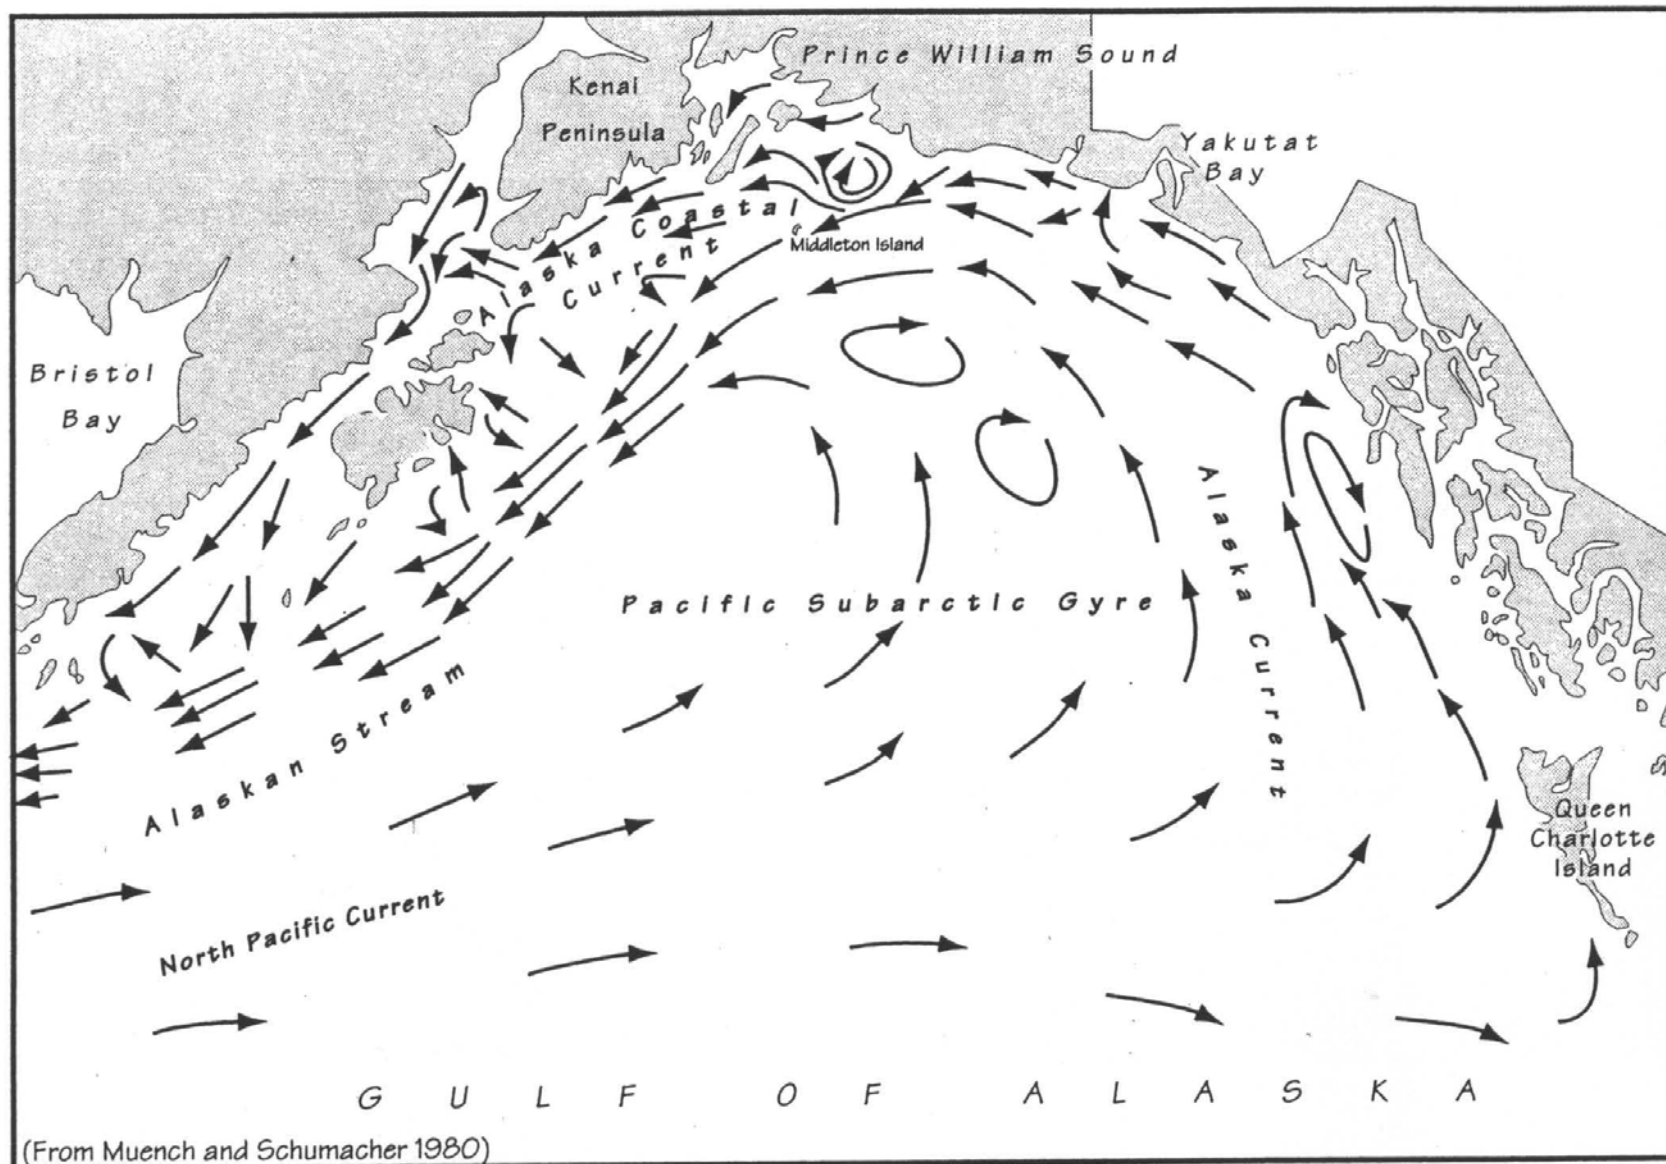 Prince William Sound
Kenai
Peninsula
Yakutat
Bay
Alaska Coastal
Current
Middleton Island
Bristol
Bay
Alaska Current
Pacific Subarctic Gyre
Alaskan Stream
Queen
Charlotte
Island
North Pacific Current
GULF OF ALASKA
(From Muench and Schumacher 1980)